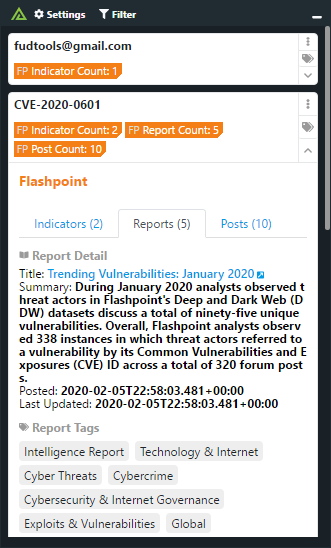 Settings Filter
fudtools@gmail.com
FP Indicator Count: 1
CVE-2020-0601
FP Indicator Count: 2 FP Report Count: 5
FP Post Count: 10
Flashpoint
Indicators (2) Reports (5) Posts (10)
Report Detail
Title: Trending Vulnerabilities: January 2020
Summary: During January 2020 analysts observed t
hreat actors in Flashpoint's Deep and Dark Web (D
DW) datasets discuss a total of ninety-five unique
vulnerabilities. Overall, Flashpoint analysts observ
ed 338 instances in which threat actors referred to
a vulnerability by its Common Vulnerabilities and E
xposures (CVE) ID across a total of 320 forum post
s.
Posted: 2020-02-05T22:58:03.481+00:00
Last Updated: 2020-02-05T22:58:03.481+00:00
Report Tags
Intelligence Report Technology & Internet
Cyber Threats Cybercrime
Cybersecurity & Internet Governance
Exploits & Vulnerabilities Global